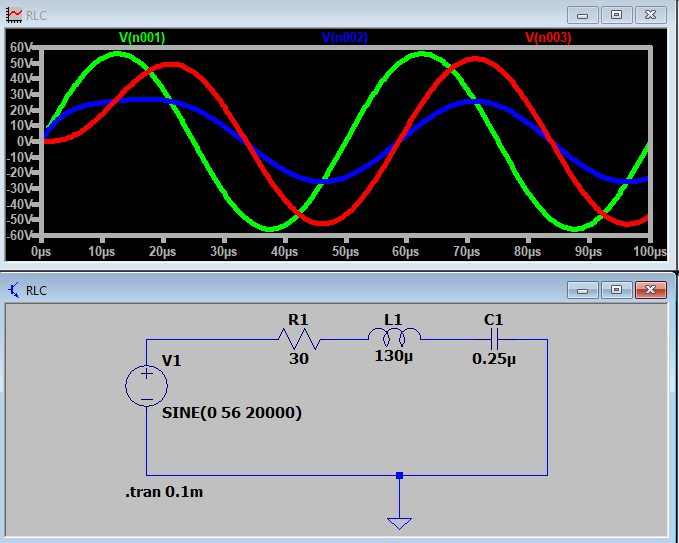 RLC
V(n001) V(n002) V(n003)
60V
50V
40V
30V
20V
10V
0V
-10V
-20V
-30V
-40V
-50V
-60V
0µs 10µs 20µs 30µs 40µs 50µs 60µs 70µs 80µs 90µs 100µs
RLC
R1 L1 C1
30 130µ 0.25µ
V1
SINE(0 56 20000)
.tran 0.1m